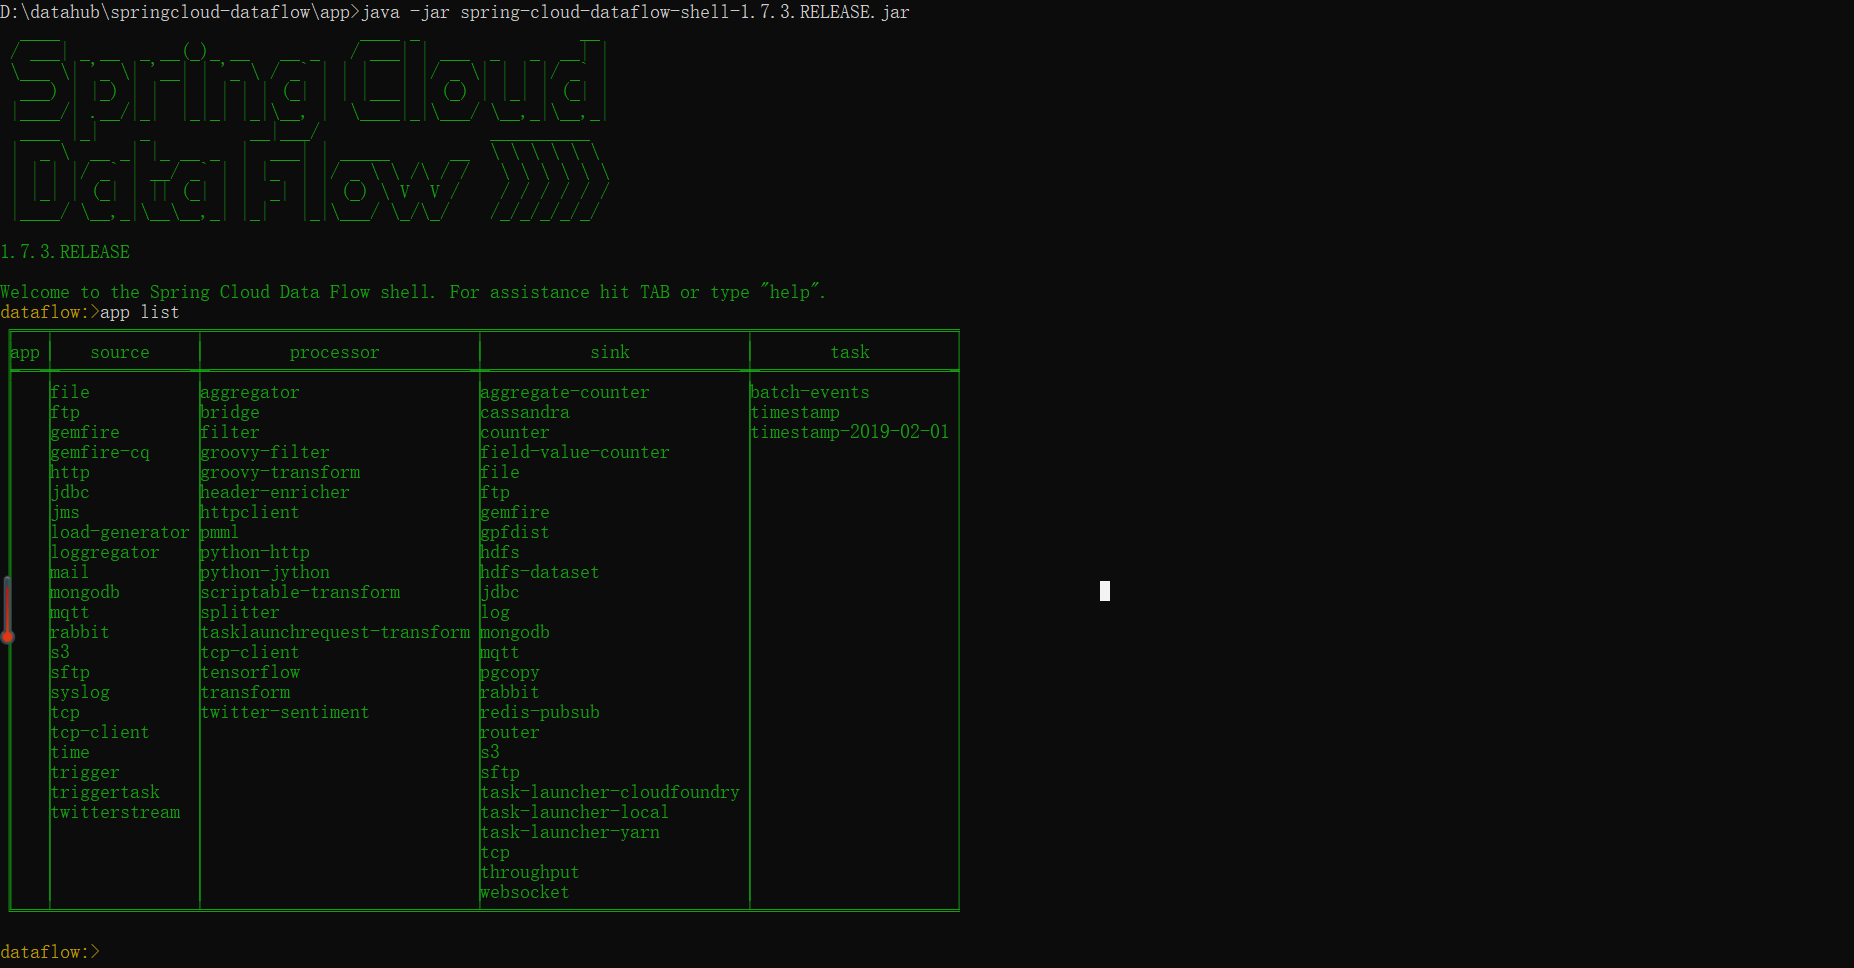 D:\datahub\springcloud-dataflow\app>java -jar spring-cloud-dataflow-shell-1.7.3.RELEASE.jar
Spring Cloud
Data Flow
1.7.3.RELEASE
Welcome to the Spring Cloud Data Flow shell. For assistance hit TAB or type "help".
dataflow:>app list
app source processor sink task
file aggregator aggregate-counter batch-events
ftp bridge cassandra timestamp
gemfire filter counter timestamp-2019-02-01
gemfire-cq groovy-filter field-value-counter
http groovy-transform file
jdbc header-enricher ftp
jms httpclient gemfire
load-generator pmml gpfdist
loggregator python-http hdfs
mail python-jython hdfs-dataset
mongodb scriptable-transform jdbc
mqtt splitter log
rabbit tasklaunchrequest-transform mongodb
s3 tcp-client mqtt
sftp tensorflow pgcopy
syslog transform rabbit
tcp twitter-sentiment redis-pubsub
tcp-client router
time s3
trigger sftp
triggertask task-launcher-cloudfoundry
twitterstream task-launcher-local
task-launcher-yarn
tcp
throughput
websocket
dataflow:>